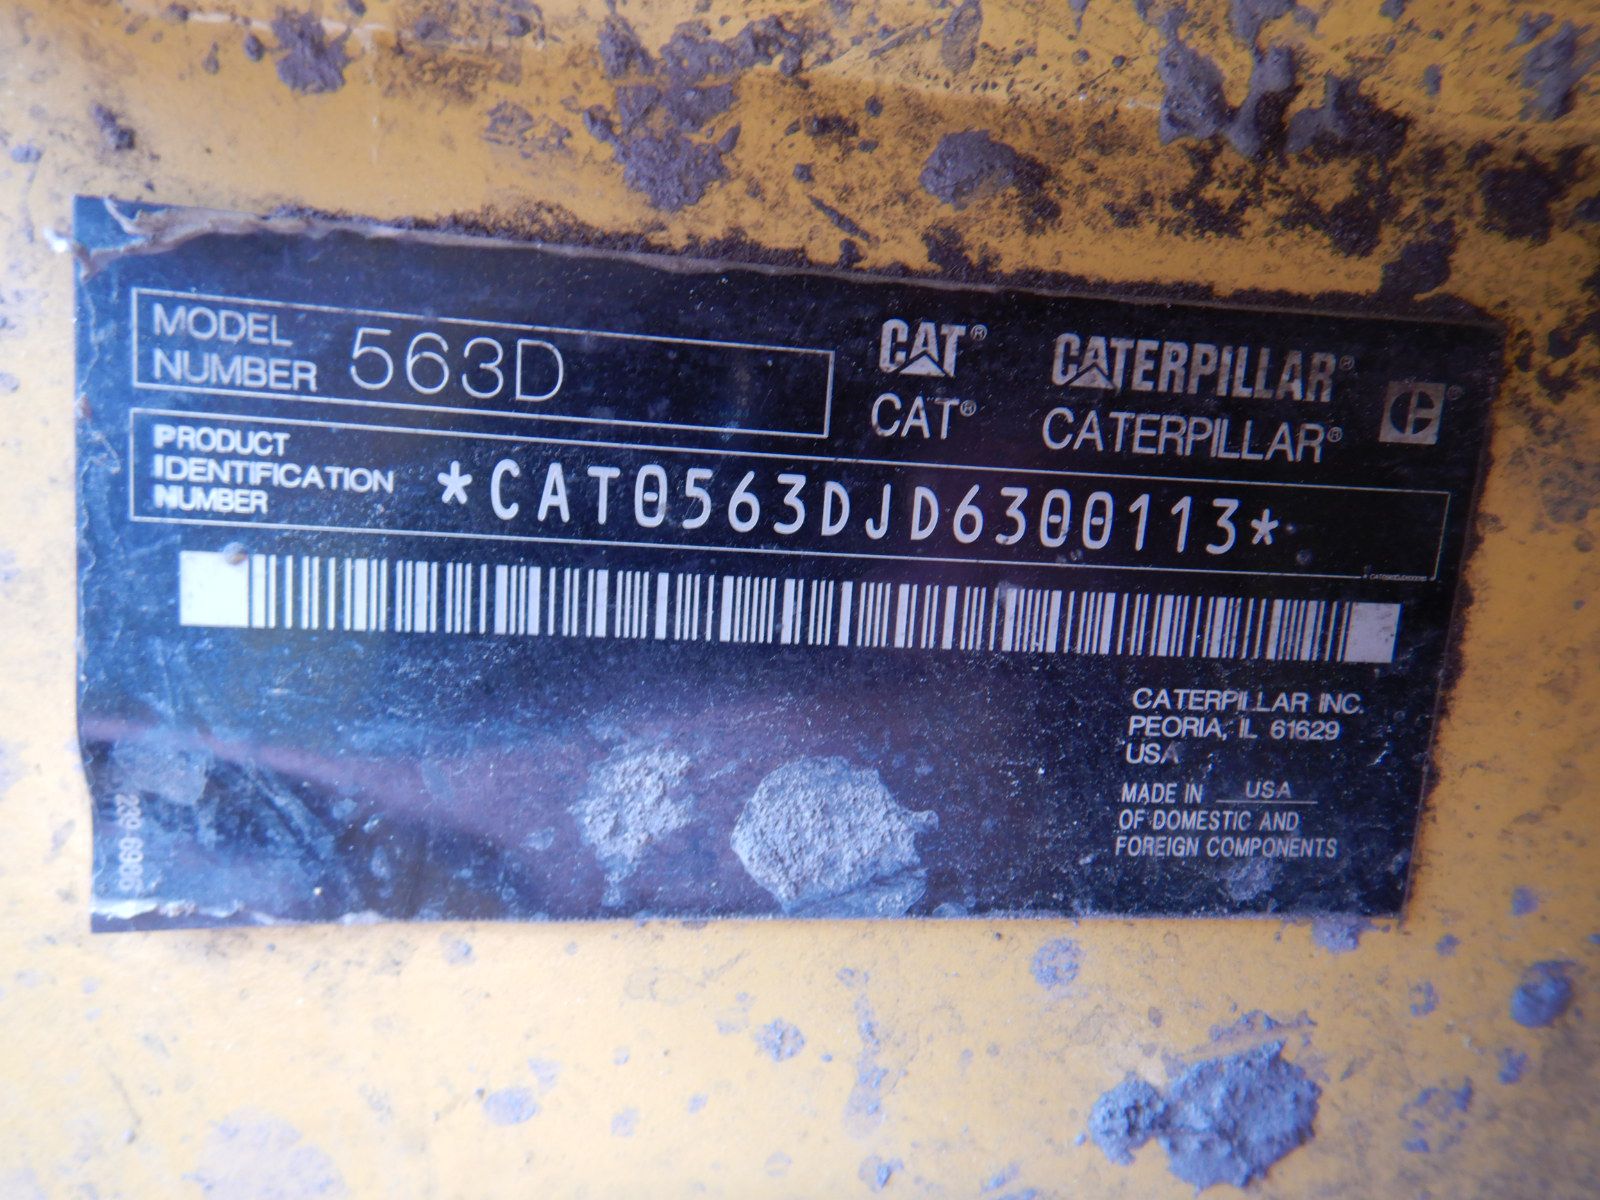 MODEL
NUMBER 563D
CAT® CATERPILLAR®
CAT® CATERPILLAR®
PRODUCT
IDENTIFICATION
NUMBER
*CAT0563DJD6300113*
CATERPILLAR INC.
PEORIA, IL 61629
USA
MADE IN USA
OF DOMESTIC AND
FOREIGN COMPONENTS